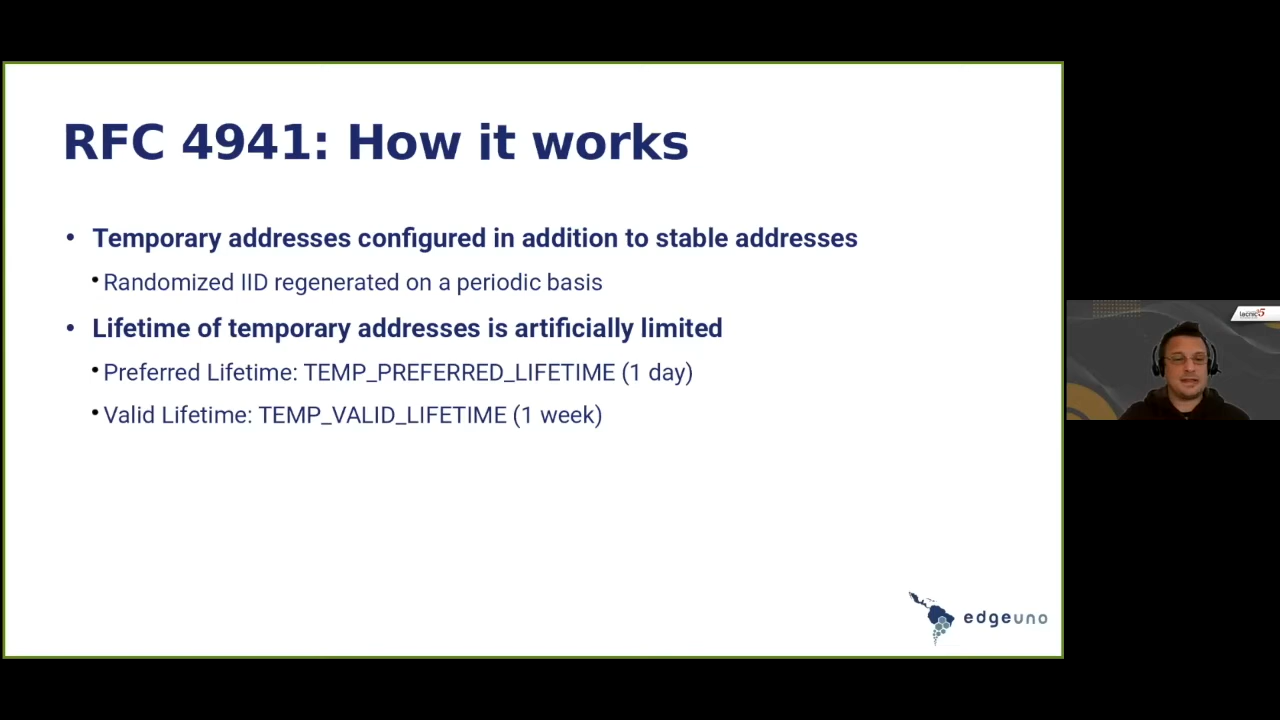 RFC 4941: How it works
• Temporary addresses configured in addition to stable addresses
• Randomized IID regenerated on a periodic basis
• Lifetime of temporary addresses is artificially limited
• Preferred Lifetime: TEMP_PREFERRED_LIFETIME (1 day)
• Valid Lifetime: TEMP_VALID_LIFETIME (1 week)
lacnic
edgeuno